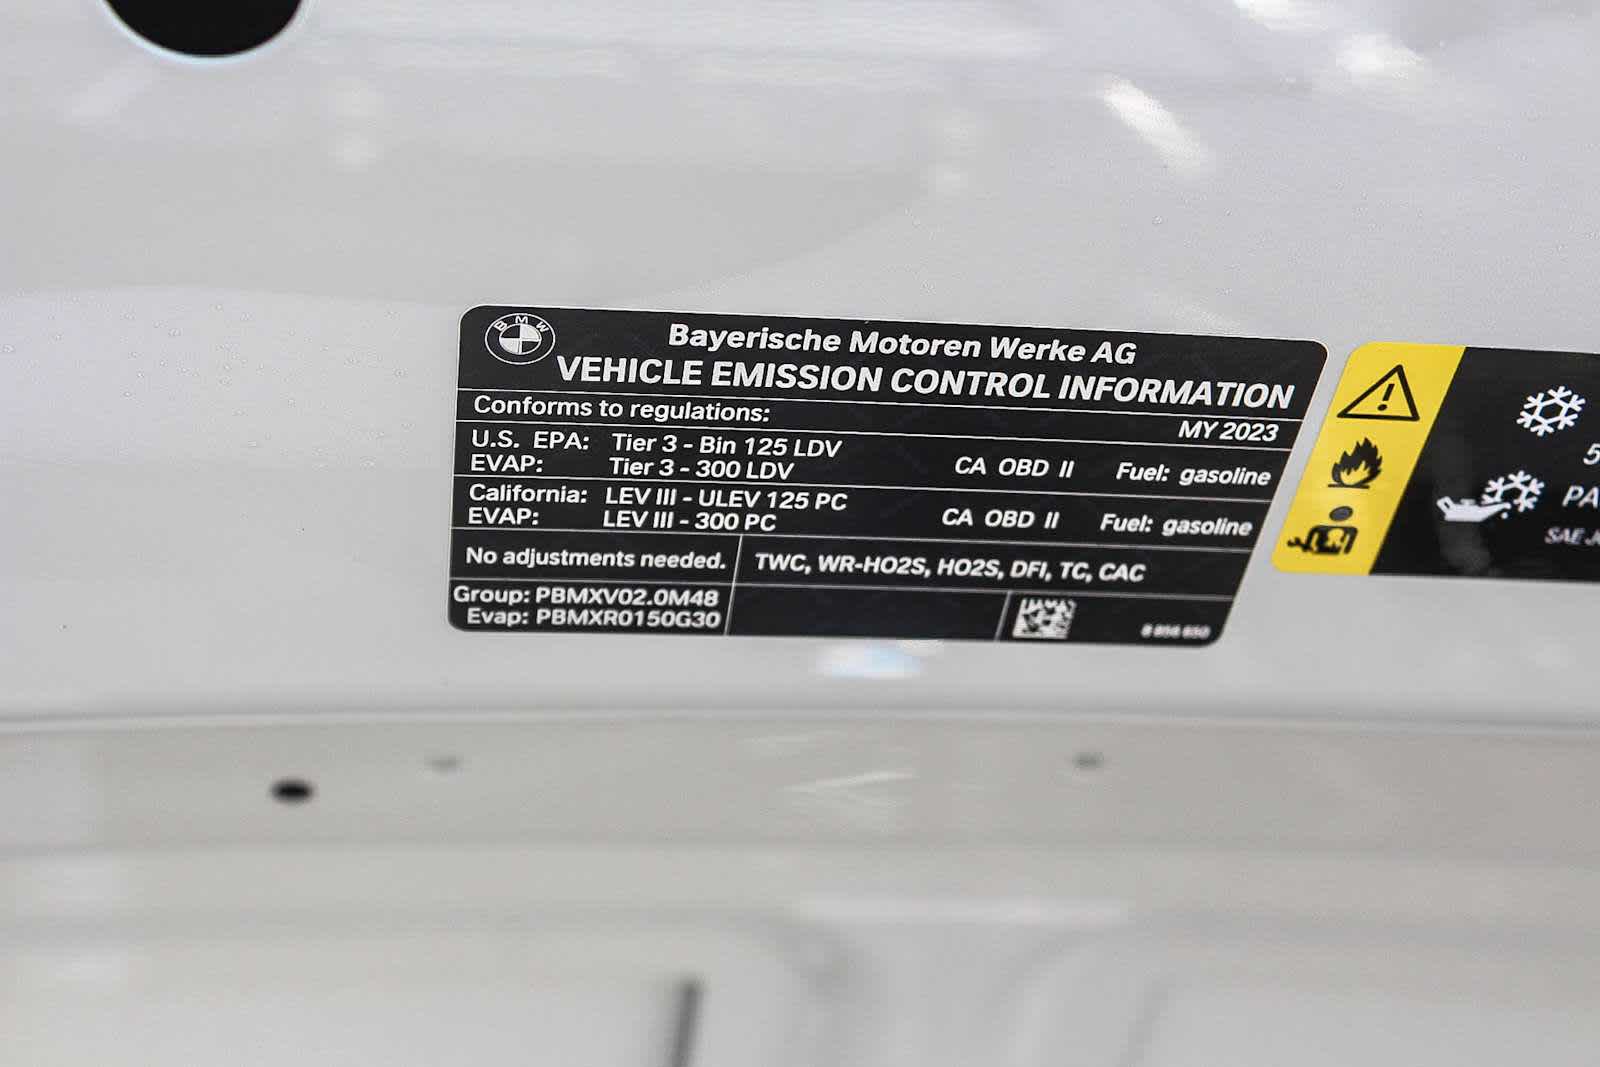 BMW
Bayerische Motoren Werke AG
VEHICLE EMISSION CONTROL INFORMATION
Conforms to regulations:
MY 2023
U.S. EPA: Tier 3 - Bin 125 LDV
EVAP: Tier 3 - 300 LDV
CA OBD II Fuel: gasoline
California: LEV III - ULEV 125 PC
EVAP: LEV III - 300 PC
CA OBD II Fuel: gasoline
No adjustments needed.
TWC, WR-HO2S, HO2S, DFI, TC, CAC
Group: PBMXV02.0M48
Evap: PBMXR0150G30
5
PA
SAE J